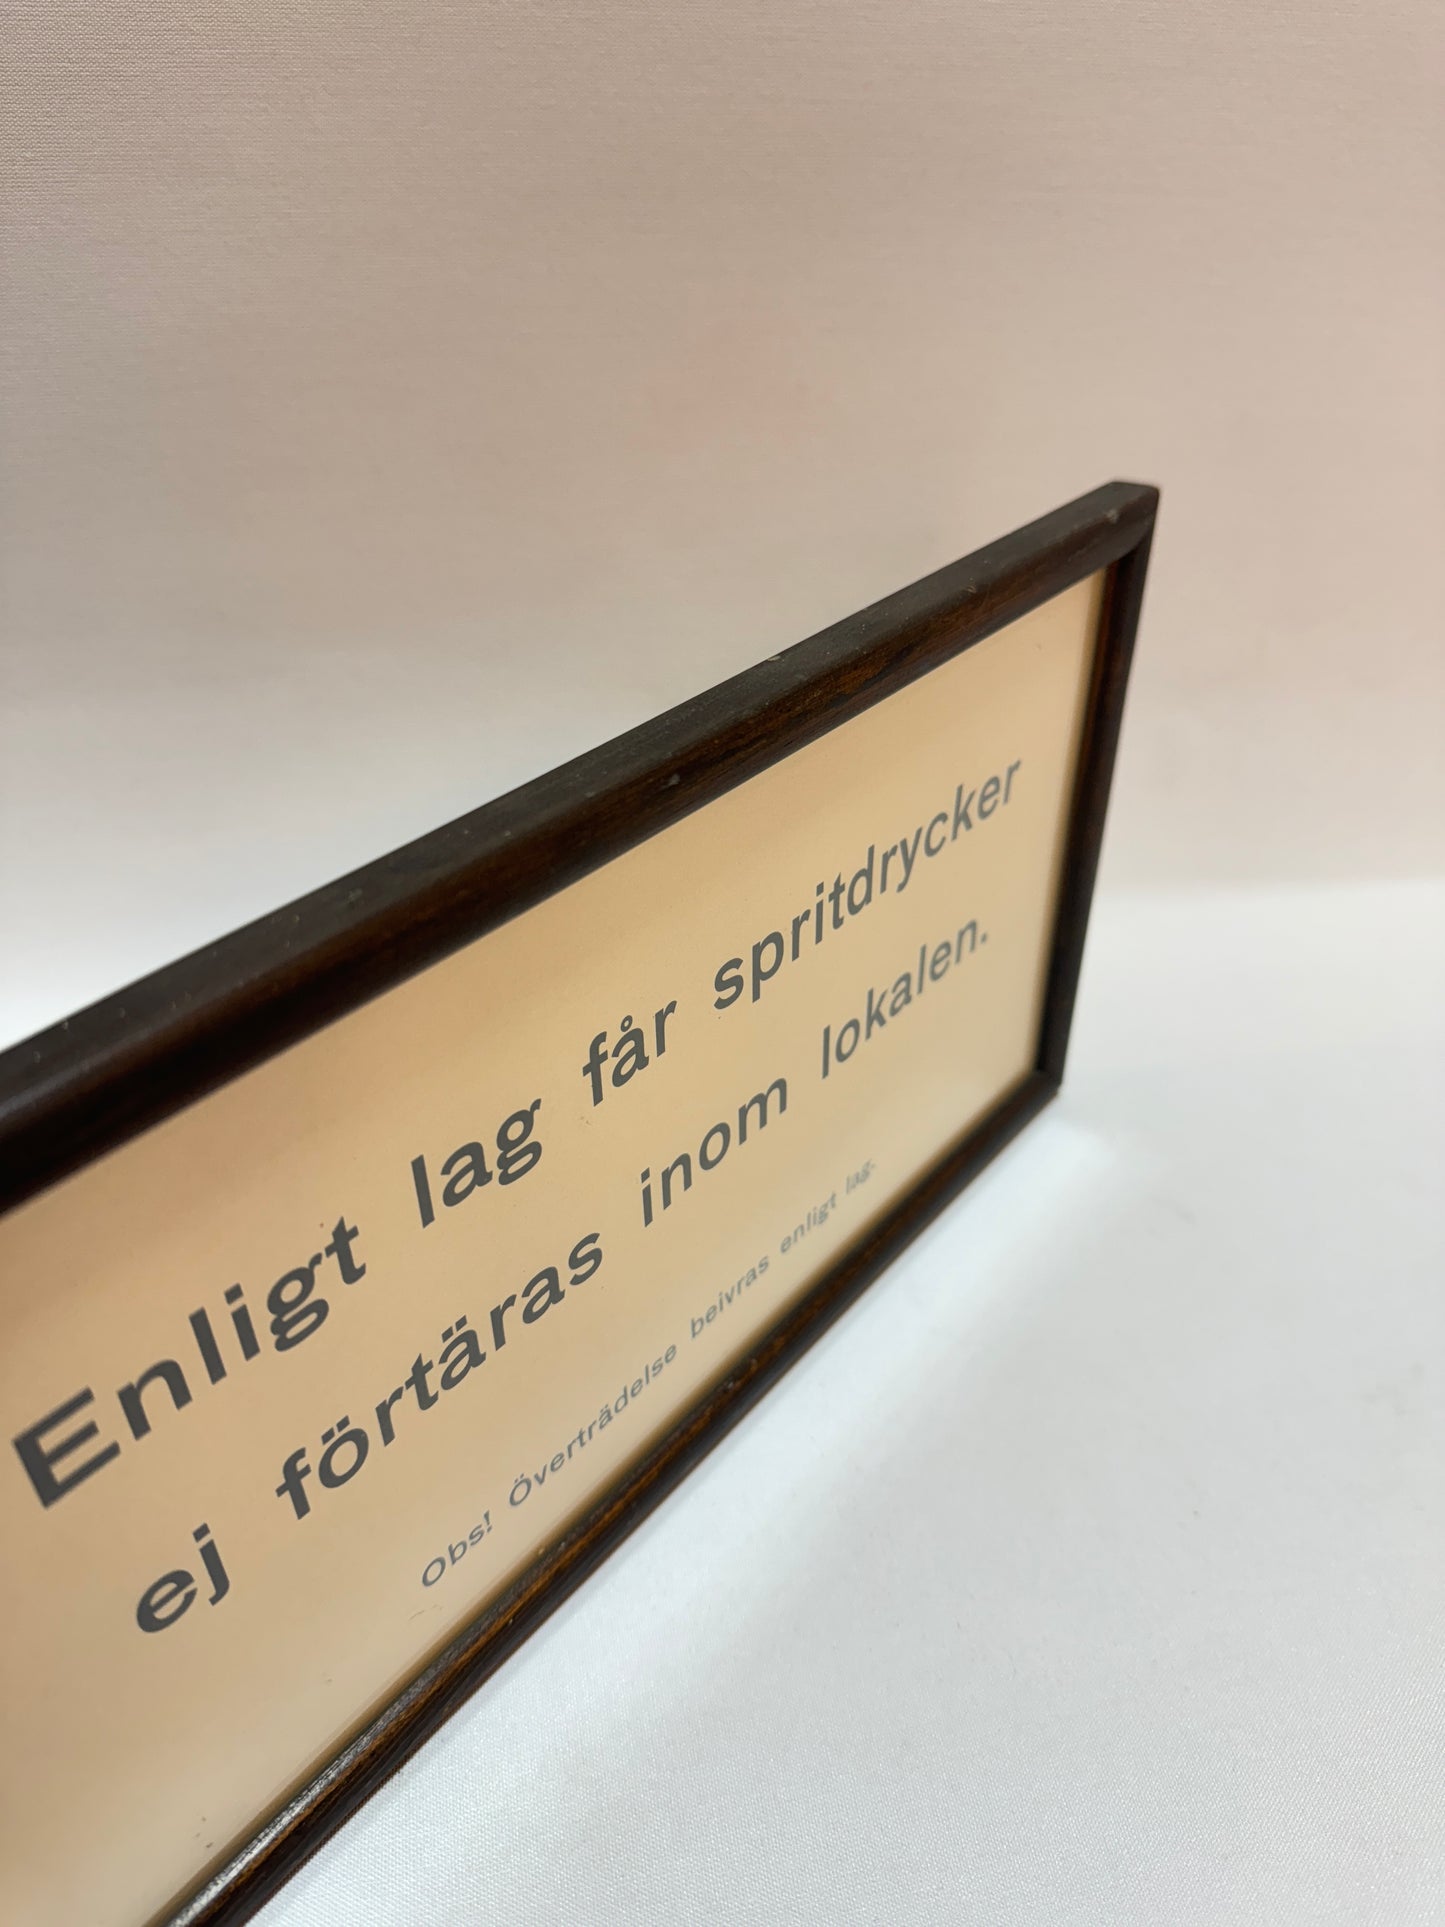 Enligt lag får spritdrycker
ej förtäras inom lokalen.
Obs! Överträdelse beivras enligt lag.